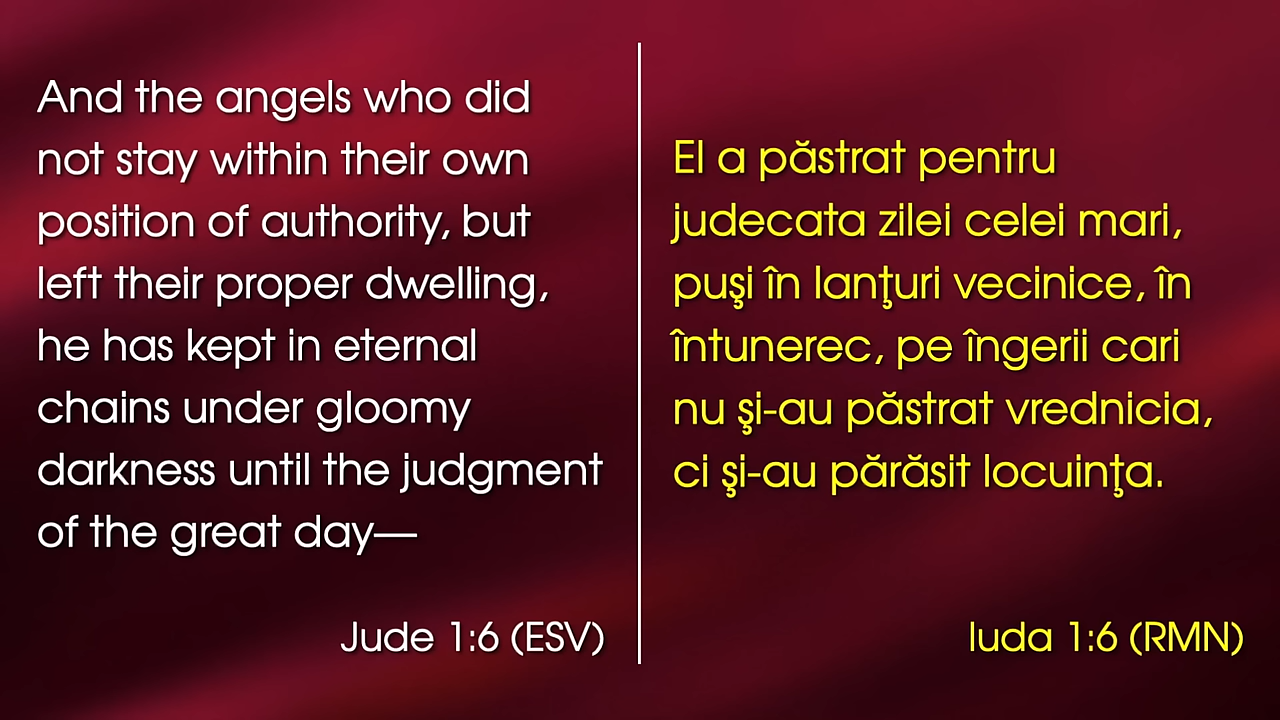 And the angels who did
not stay within their own
position of authority, but
left their proper dwelling,
he has kept in eternal
chains under gloomy
darkness until the judgment
of the great day—
Jude 1:6 (ESV)
El a păstrat pentru
judecata zilei celei mari,
puşi în lanţuri vecinice, în
întunerec, pe îngerii cari
nu şi-au păstrat vrednicia,
ci şi-au părăsit locuinţa.
Iuda 1:6 (RMN)